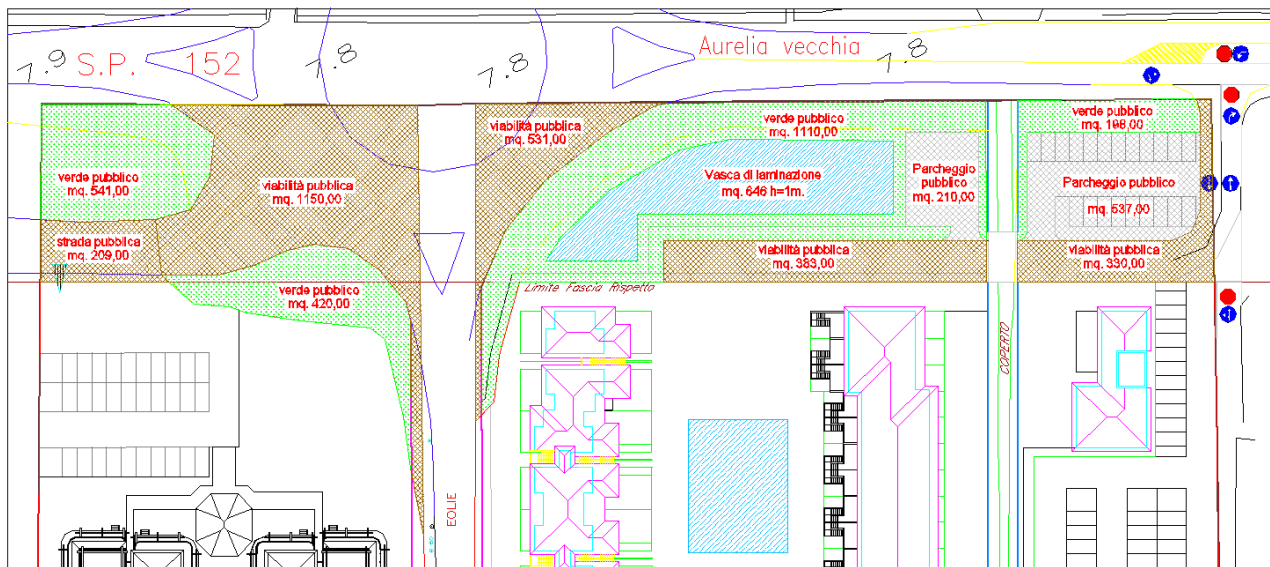 7.9
S.P. 152
7.8
7.8
Aurelia vecchia
7.8
verde pubblico
mq. 541,00
viabilità pubblica
mq. 1150,00
viabilità pubblica
mq. 531,00
verde pubblico
mq. 1110,00
verde pubblico
mq. 198,00
Vasca di laminazione
mq. 646 h=1m.
Parcheggio
pubblico
mq. 210,00
Parcheggio pubblico
mq. 537,00
strada pubblica
mq. 209,00
viabilità pubblica
mq. 383,00
viabilità pubblica
mq. 330,00
verde pubblico
mq. 420,00
Limite Fascia Rispetto
COPERTO
EOLIE